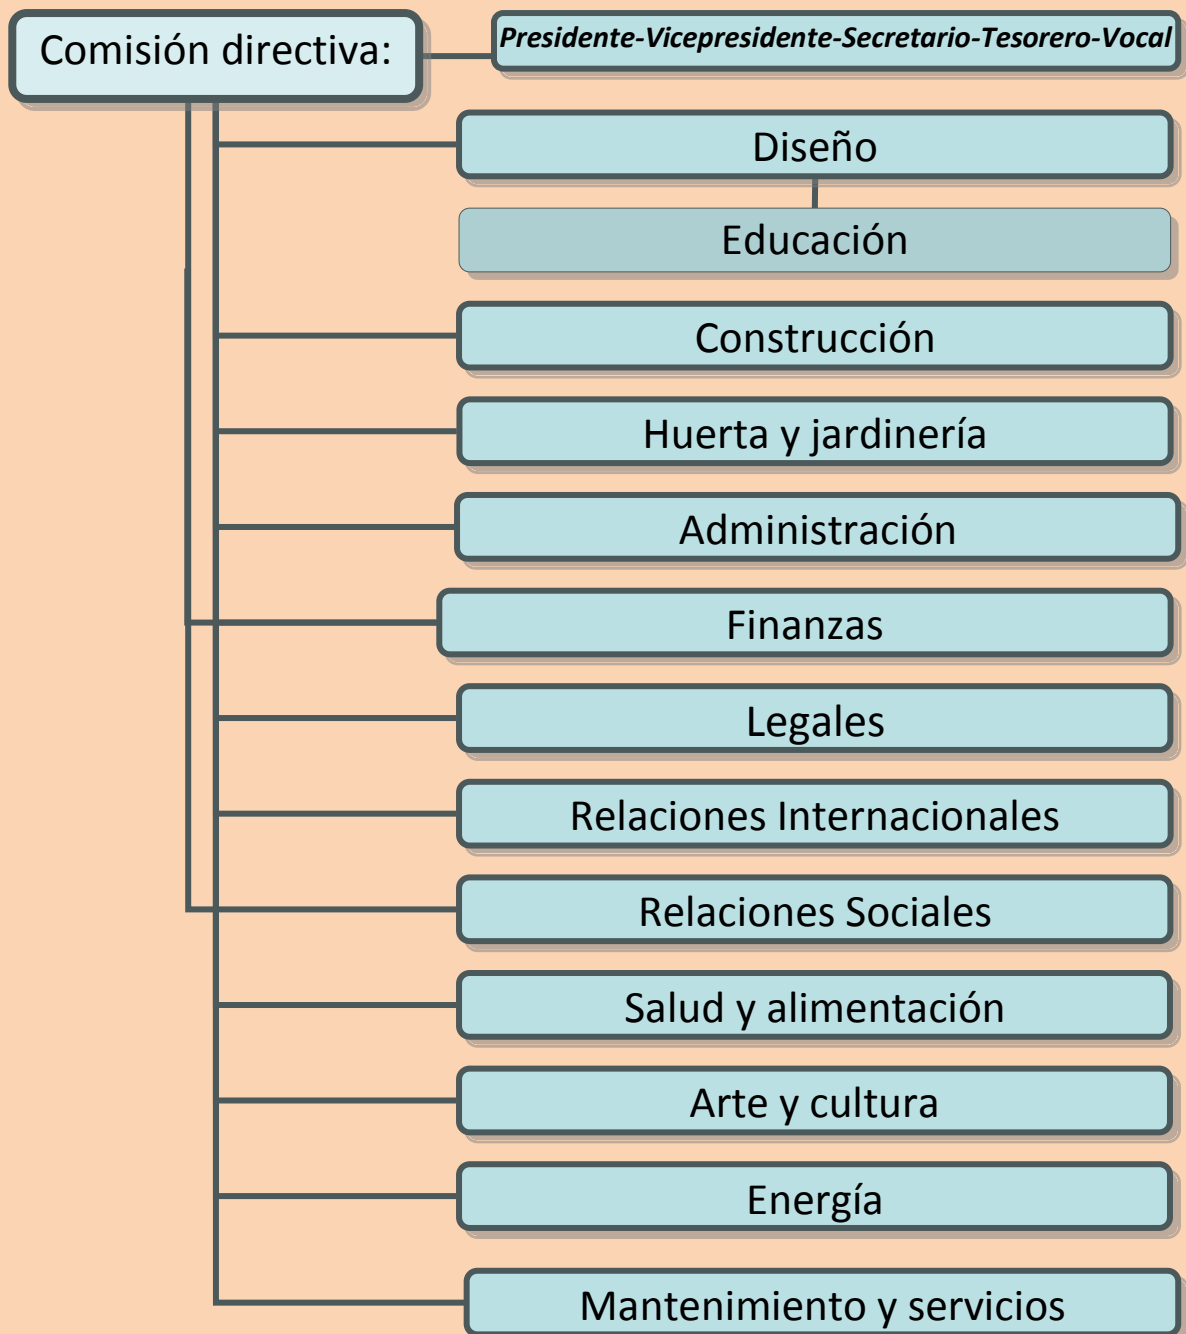 Comisión directiva:
Presidente-Vicepresidente-Secretario-Tesorero-Vocal
Diseño
Educación
Construcción
Huerta y jardinería
Administración
Finanzas
Legales
Relaciones Internacionales
Relaciones Sociales
Salud y alimentación
Arte y cultura
Energía
Mantenimiento y servicios